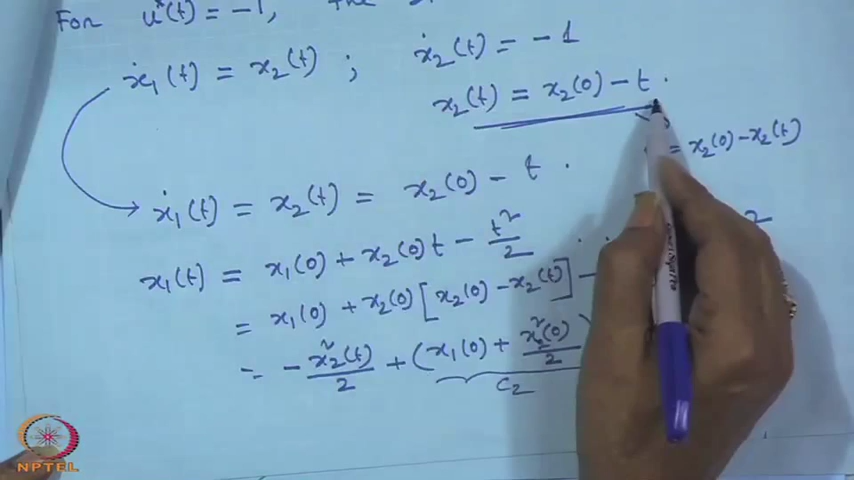 For u*(t) = -1, the
ẋ₁(t) = x₂(t) ; ẋ₂(t) = -1
x₂(t) = x₂(0) - t.
= x₂(0) - x₂(t)
ẋ₁(t) = x₂(t) = x₂(0) - t.
x₁(t) = x₁(0) + x₂(0)t - t²/2
= x₁(0) + x₂(0)[x₂(0) - x₂(t)] -
= - x₂²(t)/2 + (x₁(0) + x₂²(0)/2)
C₂
NPTEL